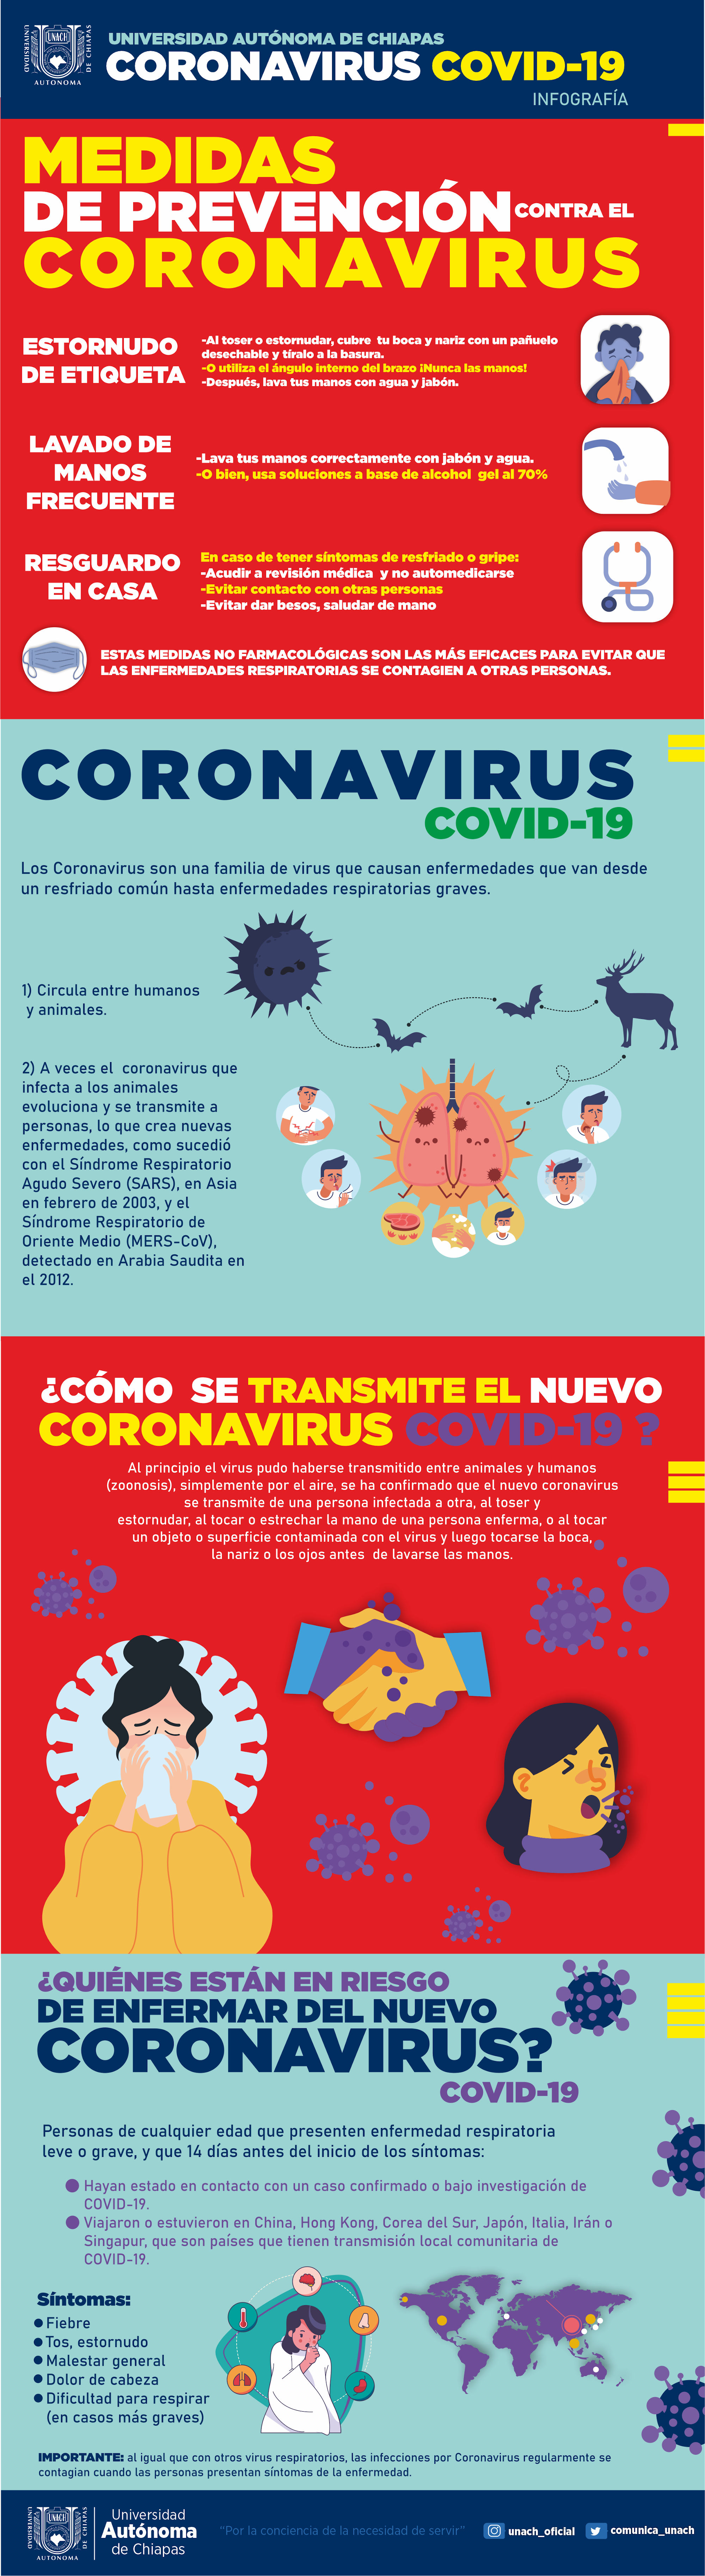 UNIVERSIDAD AUTÓNOMA DE CHIAPAS
UNACH
AUTONOMA
UNIVERSIDAD AUTÓNOMA DE CHIAPAS
CORONAVIRUS COVID-19
INFOGRAFÍA
MEDIDAS
DE PREVENCIÓN CONTRA EL
CORONAVIRUS
ESTORNUDO
DE ETIQUETA
-Al toser o estornudar, cubre tu boca y nariz con un pañuelo
desechable y tíralo a la basura.
-O utiliza el ángulo interno del brazo ¡Nunca las manos!
-Después, lava tus manos con agua y jabón.
LAVADO DE
MANOS
FRECUENTE
-Lava tus manos correctamente con jabón y agua.
-O bien, usa soluciones a base de alcohol gel al 70%
RESGUARDO
EN CASA
En caso de tener síntomas de resfriado o gripe:
-Acudir a revisión médica y no automedicarse
-Evitar contacto con otras personas
-Evitar dar besos, saludar de mano
ESTAS MEDIDAS NO FARMACOLÓGICAS SON LAS MÁS EFICACES PARA EVITAR QUE
LAS ENFERMEDADES RESPIRATORIAS SE CONTAGIEN A OTRAS PERSONAS.
CORONAVIRUS
COVID-19
Los Coronavirus son una familia de virus que causan enfermedades que van desde
un resfriado común hasta enfermedades respiratorias graves.
1) Circula entre humanos
y animales.
2) A veces el coronavirus que
infecta a los animales
evoluciona y se transmite a
personas, lo que crea nuevas
enfermedades, como sucedió
con el Síndrome Respiratorio
Agudo Severo (SARS), en Asia
en febrero de 2003, y el
Síndrome Respiratorio de
Oriente Medio (MERS-CoV),
detectado en Arabia Saudita en
el 2012.
¿CÓMO SE TRANSMITE EL NUEVO
CORONAVIRUS COVID-19 ?
Al principio el virus pudo haberse transmitido entre animales y humanos
(zoonosis), simplemente por el aire, se ha confirmado que el nuevo coronavirus
se transmite de una persona infectada a otra, al toser y
estornudar, al tocar o estrechar la mano de una persona enferma, o al tocar
un objeto o superficie contaminada con el virus y luego tocarse la boca,
la nariz o los ojos antes de lavarse las manos.
¿QUIÉNES ESTÁN EN RIESGO
DE ENFERMAR DEL NUEVO
CORONAVIRUS?
COVID-19
Personas de cualquier edad que presenten enfermedad respiratoria
leve o grave, y que 14 días antes del inicio de los síntomas:
● Hayan estado en contacto con un caso confirmado o bajo investigación de
COVID-19.
● Viajaron o estuvieron en China, Hong Kong, Corea del Sur, Japón, Italia, Irán o
Singapur, que son países que tienen transmisión local comunitaria de
COVID-19.
Síntomas:
● Fiebre
● Tos, estornudo
● Malestar general
● Dolor de cabeza
● Dificultad para respirar
(en casos más graves)
IMPORTANTE: al igual que con otros virus respiratorios, las infecciones por Coronavirus regularmente se
contagian cuando las personas presentan síntomas de la enfermedad.
UNIVERSIDAD AUTONOMA DE CHIAPAS
UNACH
Universidad
Autónoma
de Chiapas
"Por la conciencia de la necesidad de servir"
unach_oficial
comunica_unach